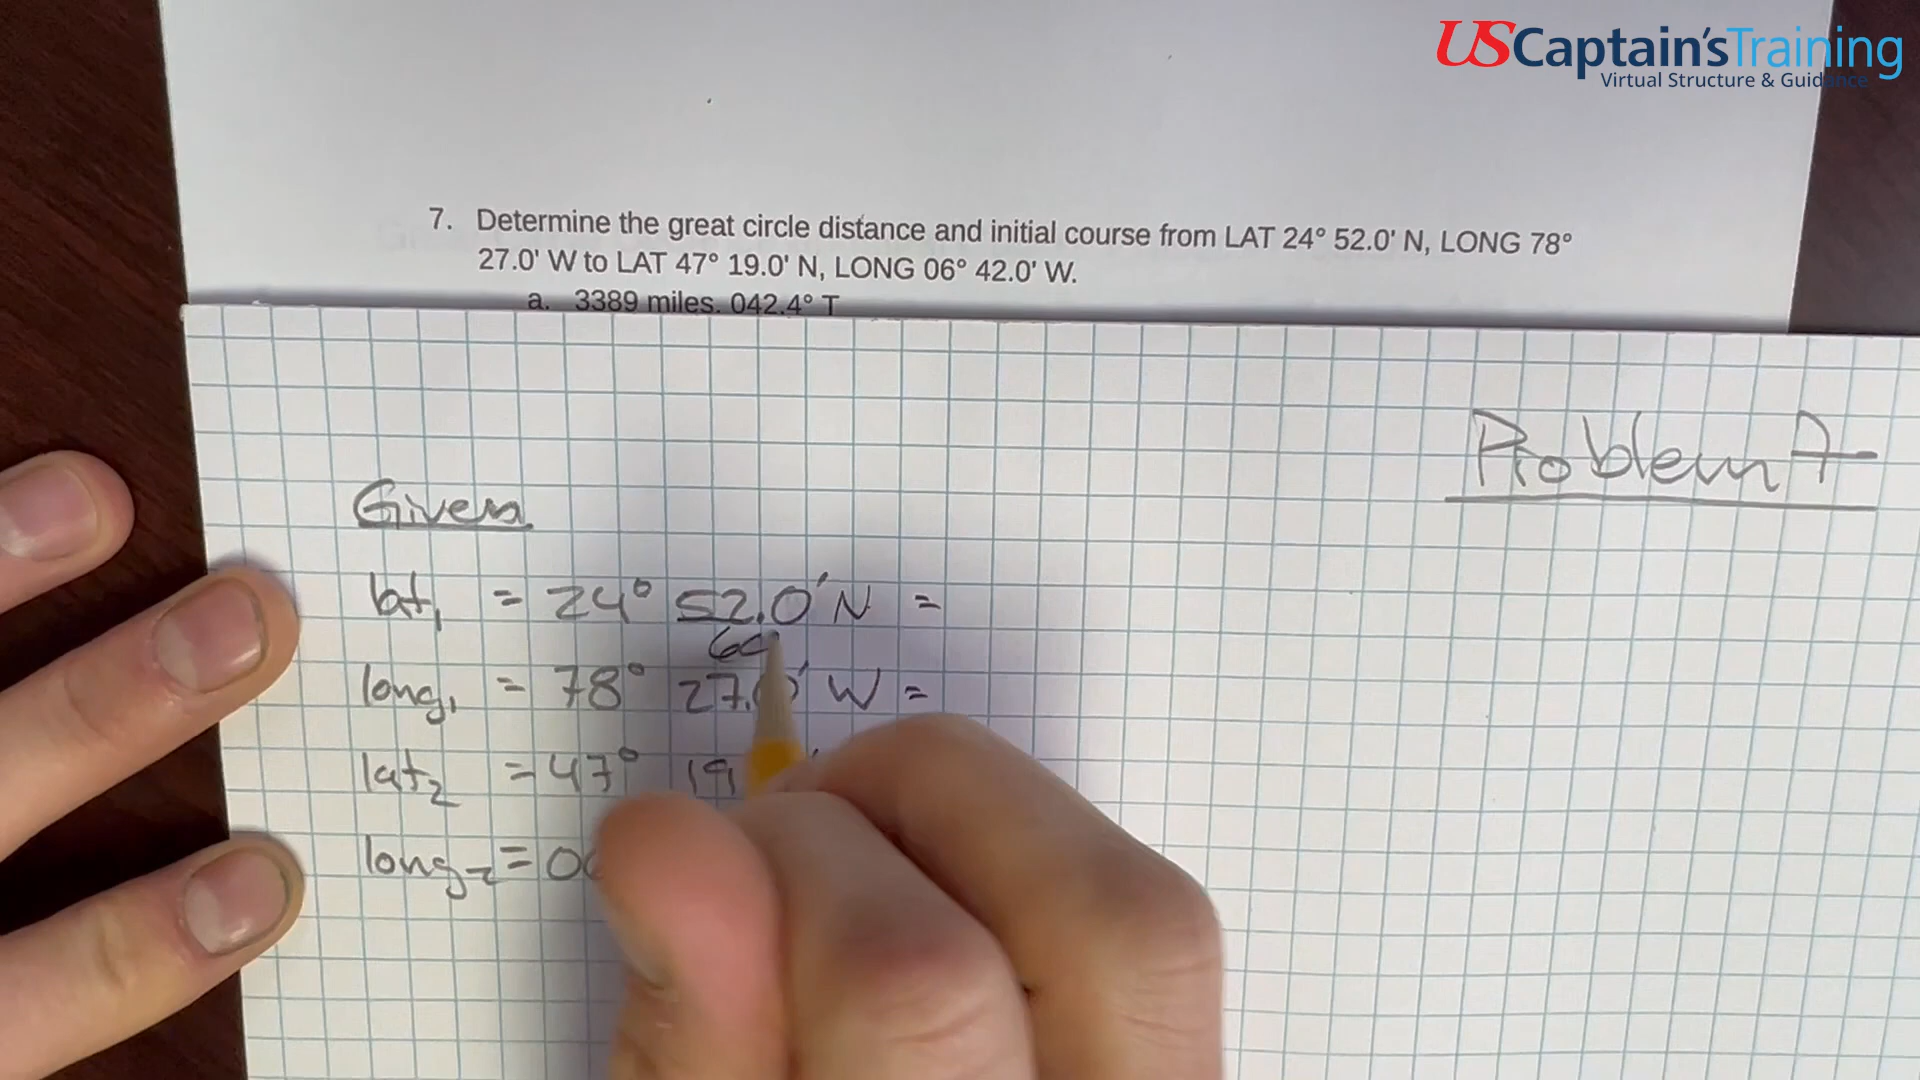 USCaptain'sTraining
Virtual Structure & Guidance
7. Determine the great circle distance and initial course from LAT 24° 52.0' N, LONG 78°
27.0' W to LAT 47° 19.0' N, LONG 06° 42.0' W.
a. 3389 miles. 042.4° T
Problem 7
Given
lat₁ = 24° 52.0' N =
60
long₁ = 78° 27.0' W =
lat₂ = 47° 19
long₂ = 0